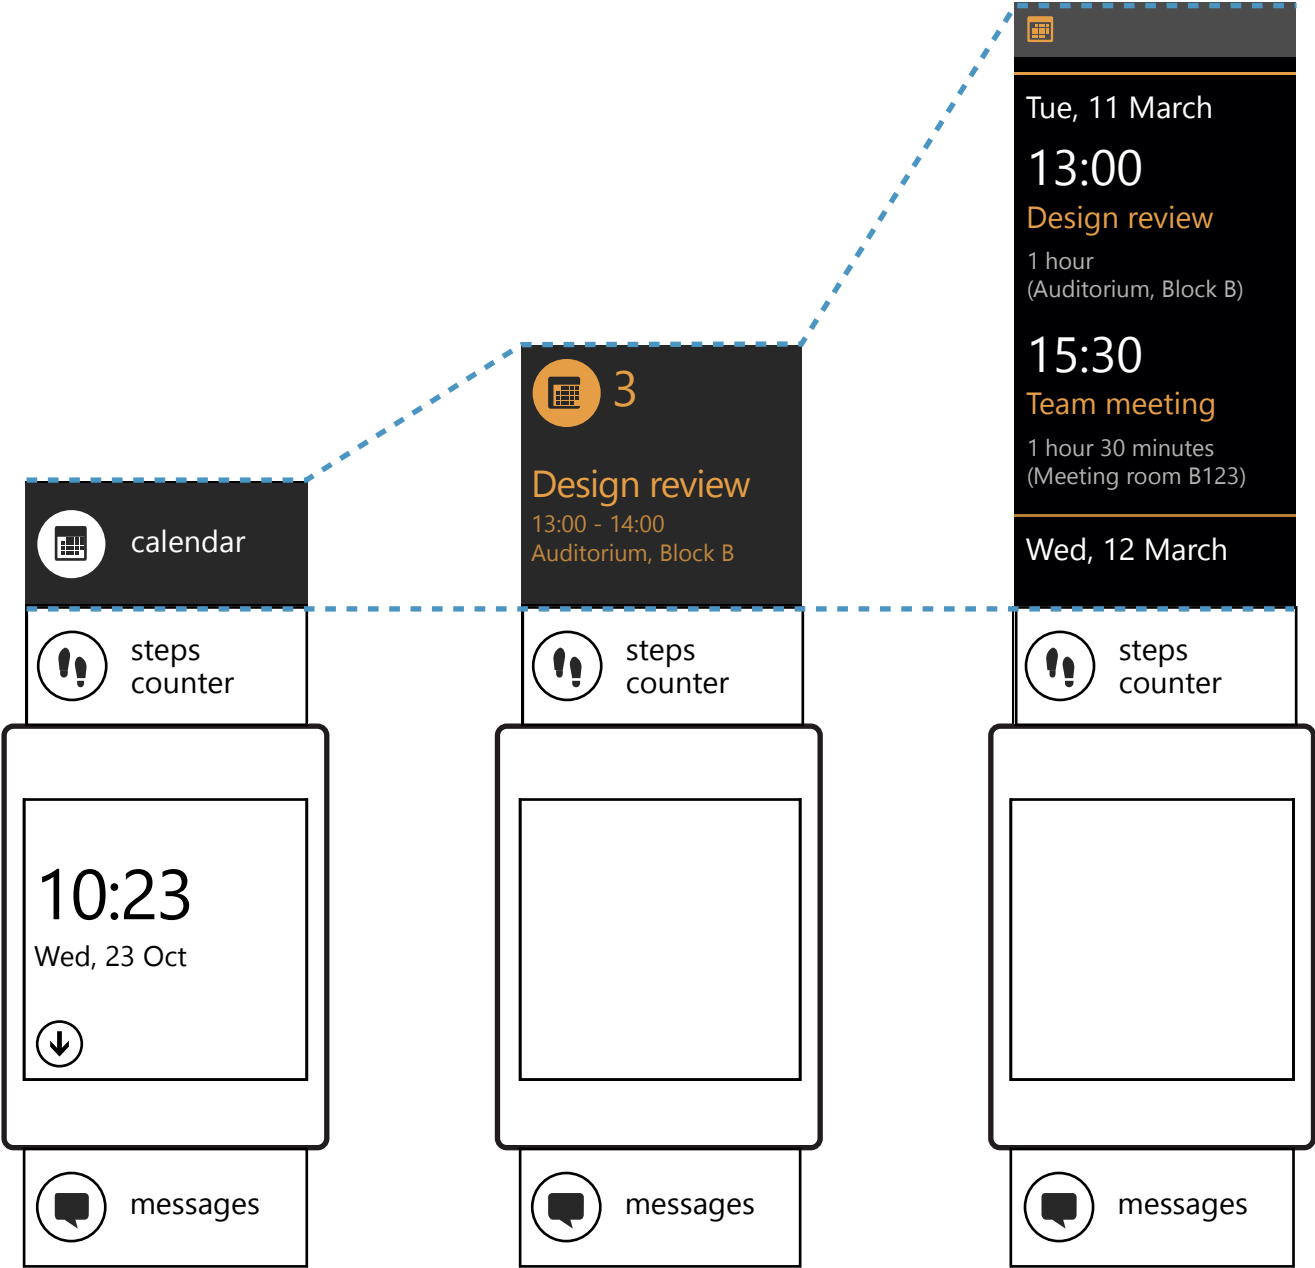 calendar
steps
counter
10:23
Wed, 23 Oct
messages
3
Design review
13:00 - 14:00
Auditorium, Block B
steps
counter
messages
Tue, 11 March
13:00
Design review
1 hour
(Auditorium, Block B)
15:30
Team meeting
1 hour 30 minutes
(Meeting room B123)
Wed, 12 March
steps
counter
messages